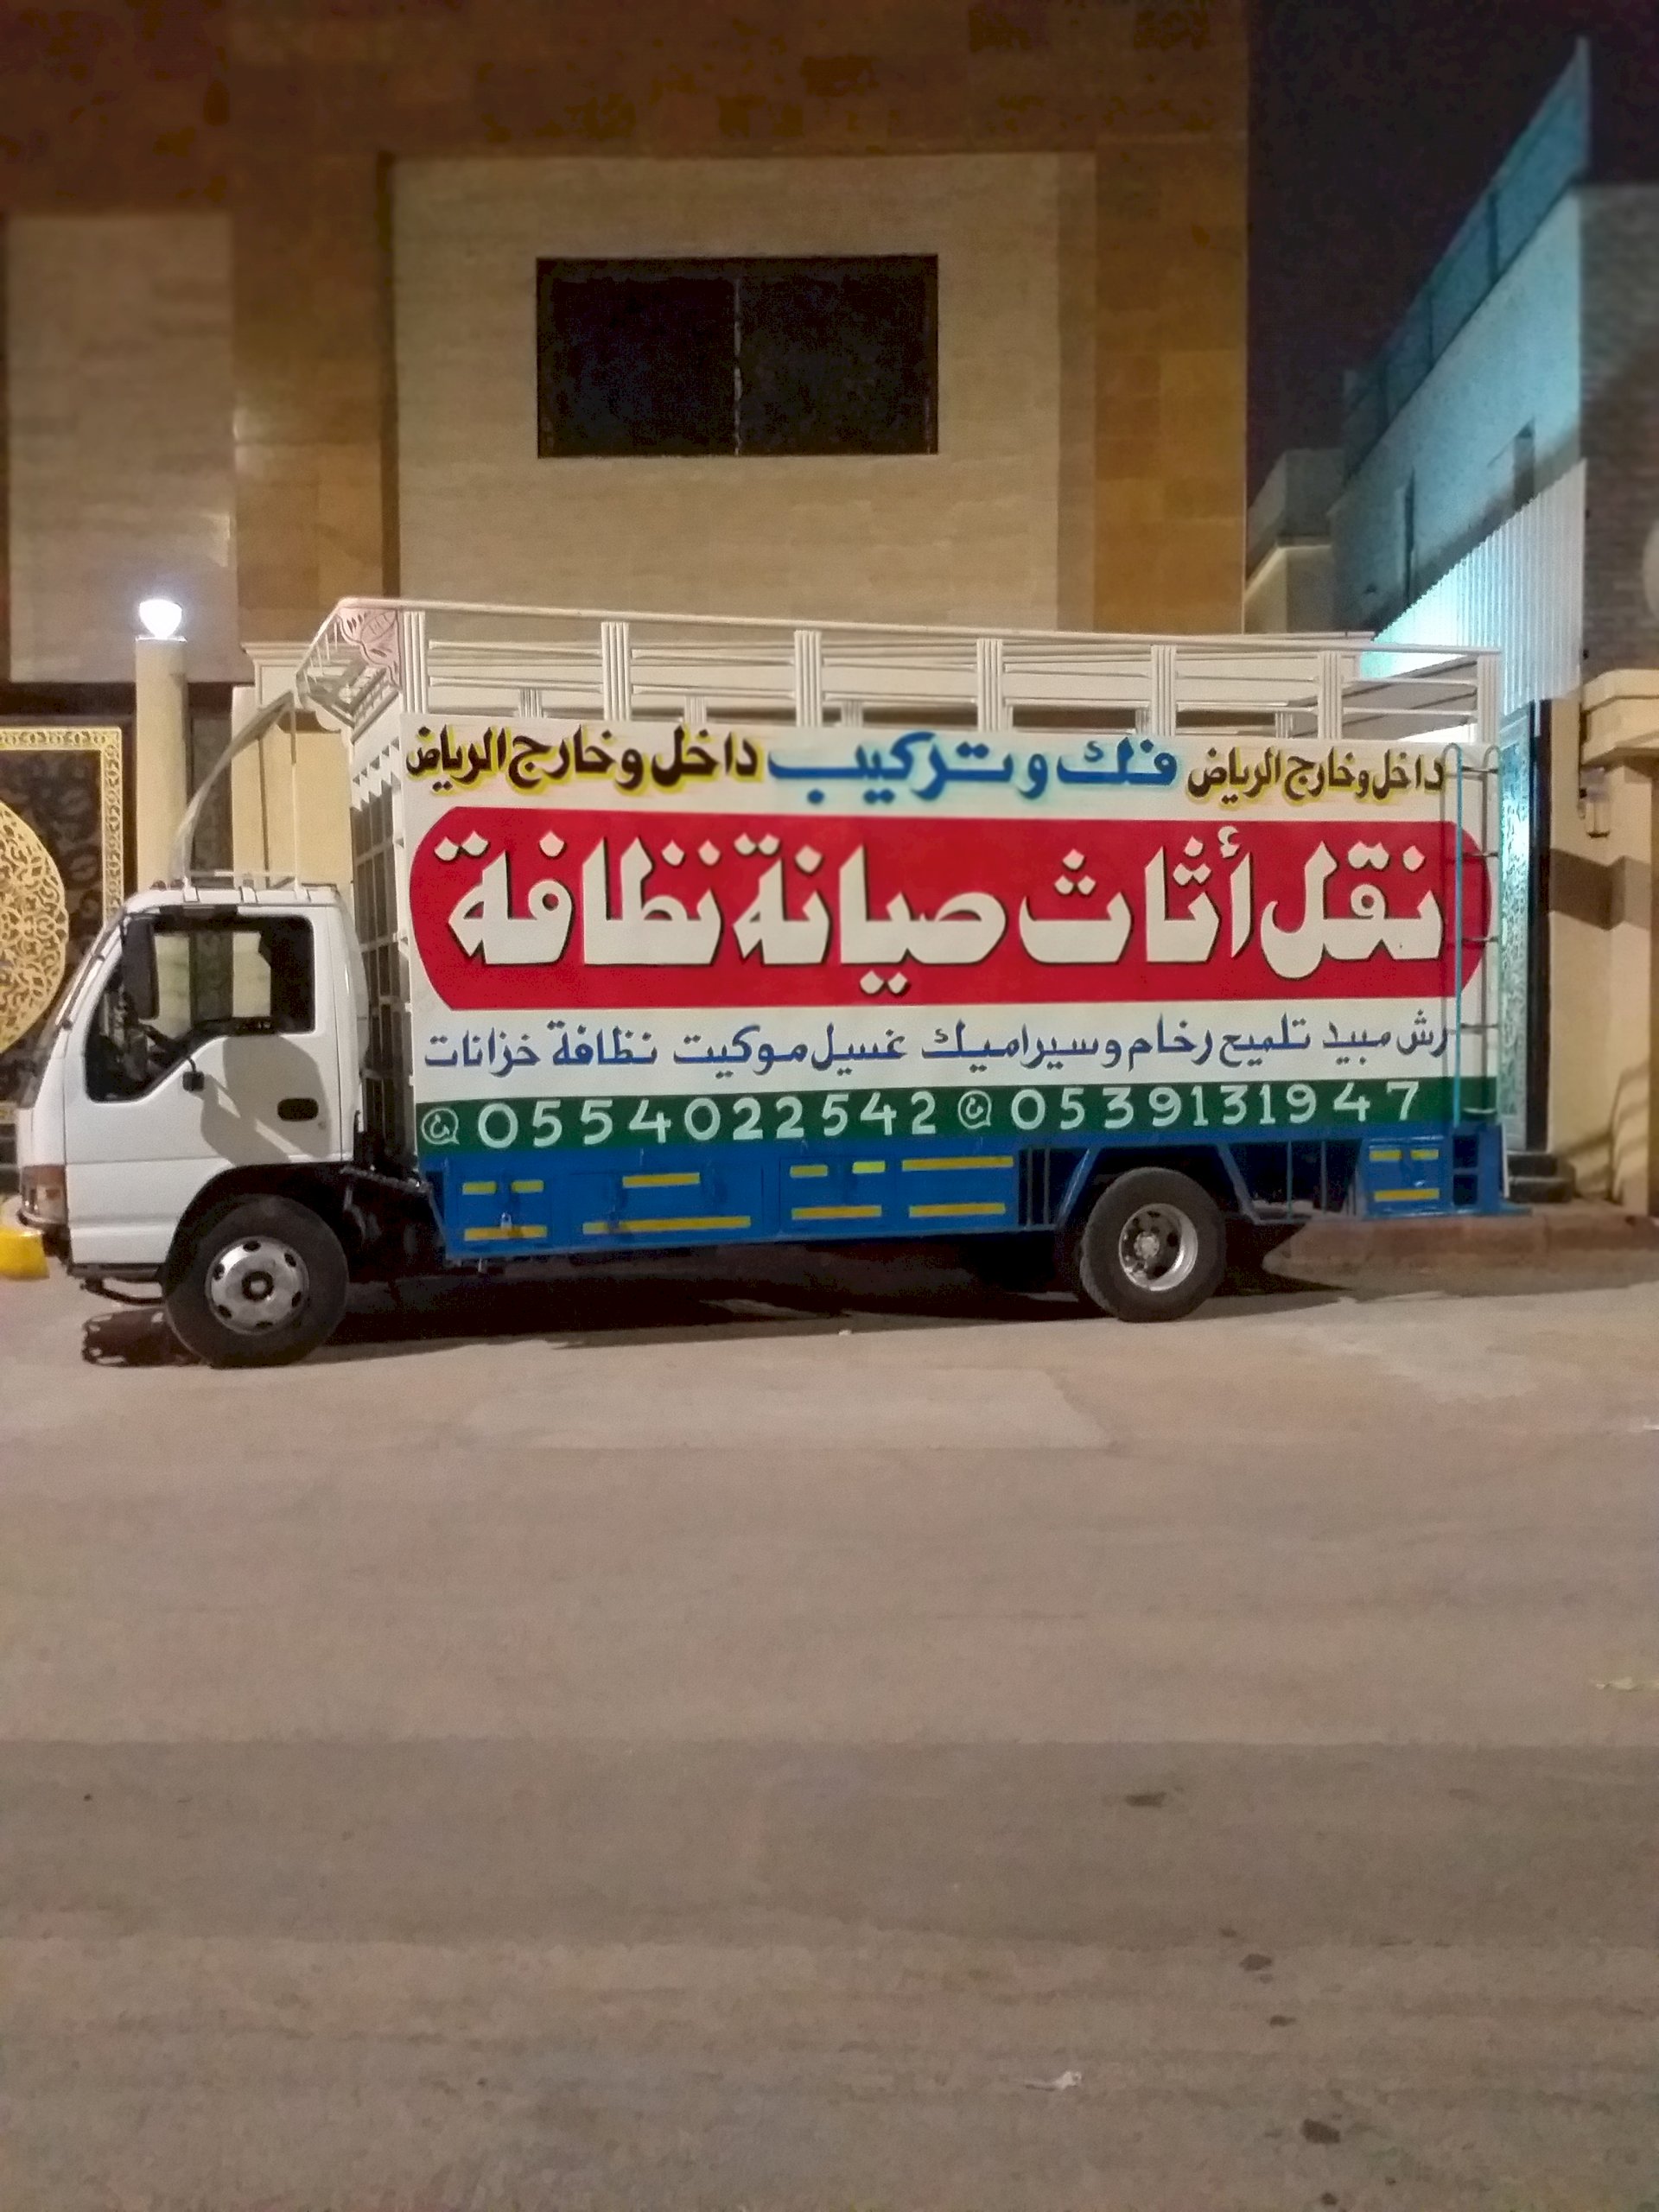 داخل وخارج الرياض فك وتركيب داخل وخارج الرياض
نقل أثاث صيانة نظافة
رش مبيد تلميح رخام وسيراميك غسيل موكيت نظافة خزانات
0554022542 0539131947